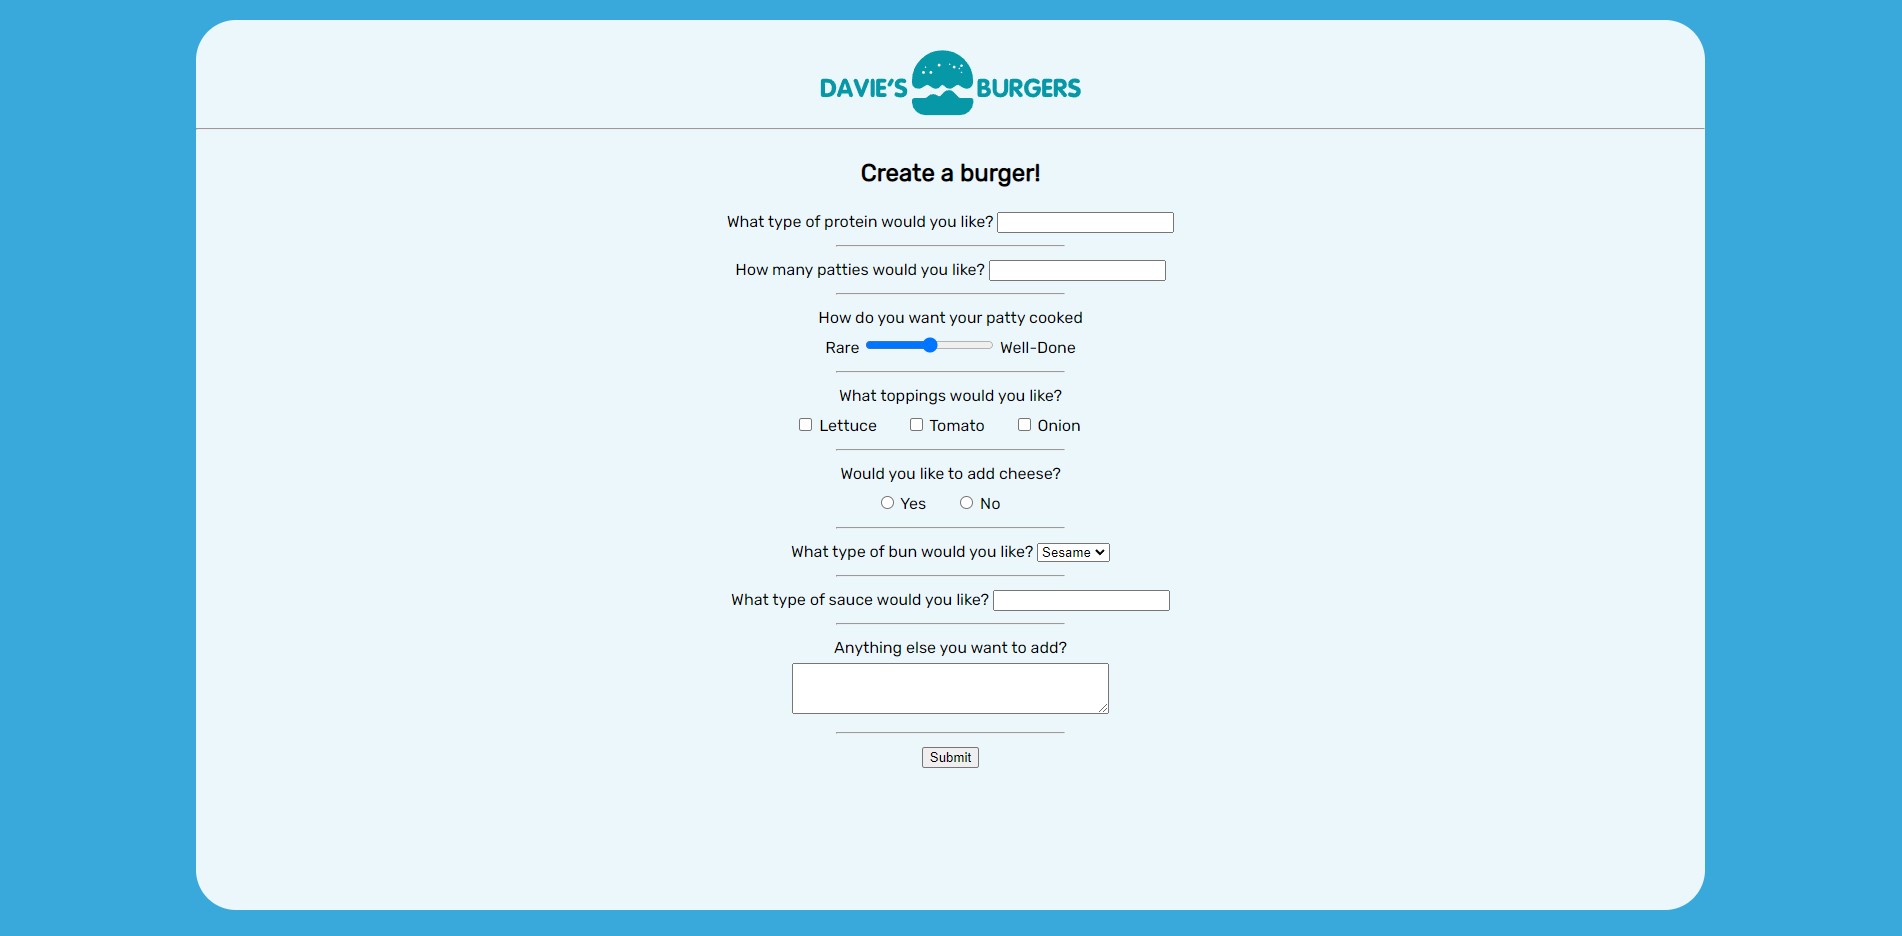 DAVIE'S BURGERS
Create a burger!
What type of protein would you like?
How many patties would you like?
How do you want your patty cooked
Rare Well-Done
What toppings would you like?
Lettuce Tomato Onion
Would you like to add cheese?
Yes No
What type of bun would you like? Sesame
What type of sauce would you like?
Anything else you want to add?
Submit